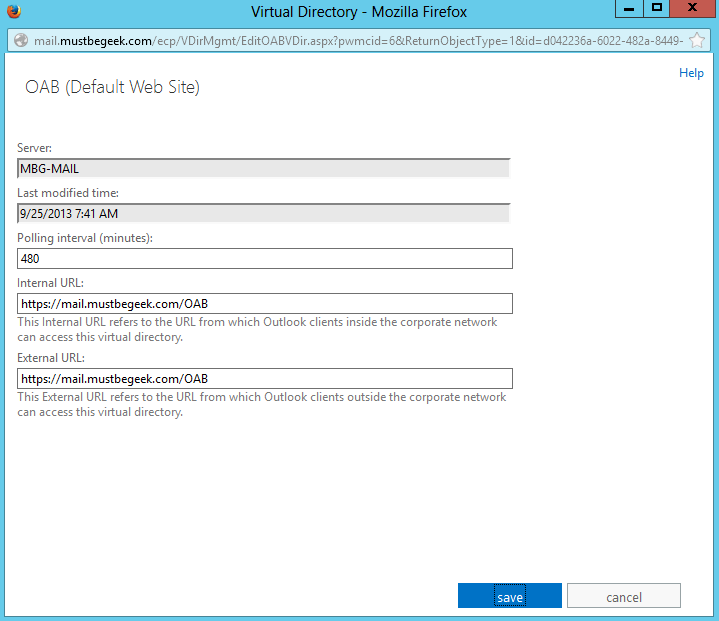 Virtual Directory - Mozilla Firefox
mail.mustbegeek.com/ecp/VDirMgmt/EditOABVDir.aspx?pwmcid=6&ReturnObjectType=1&id=d042236a-6022-482a-8449-
Help
OAB (Default Web Site)
Server:
MBG-MAIL
Last modified time:
9/25/2013 7:41 AM
Polling interval (minutes):
480
Internal URL:
https://mail.mustbegeek.com/OAB
This Internal URL refers to the URL from which Outlook clients inside the corporate network
can access this virtual directory.
External URL:
https://mail.mustbegeek.com/OAB
This External URL refers to the URL from which Outlook clients outside the corporate network
can access this virtual directory.
save cancel